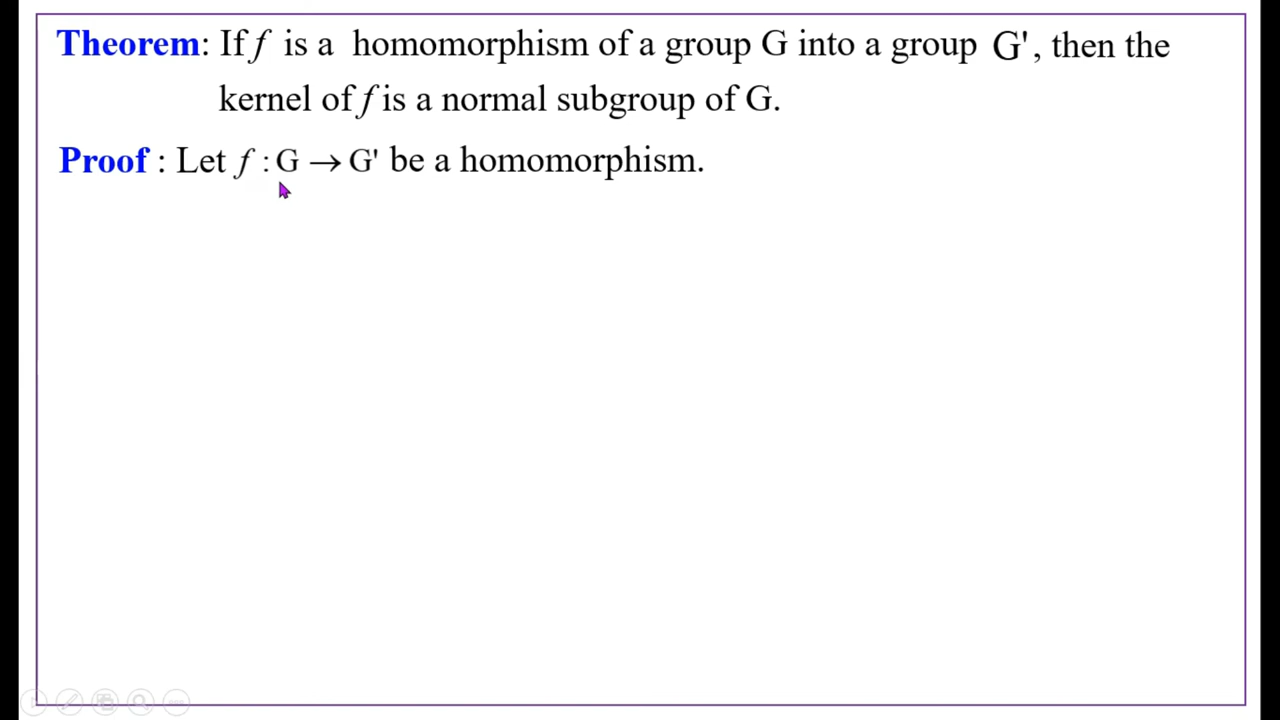 Theorem: If f is a homomorphism of a group G into a group G', then the
kernel of f is a normal subgroup of G.
Proof : Let f : G → G' be a homomorphism.